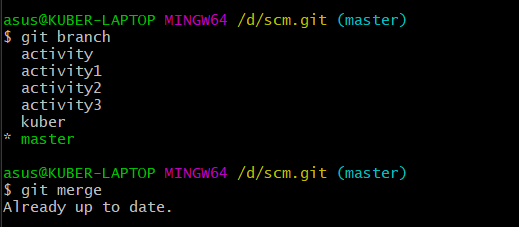 asus@KUBER-LAPTOP MINGW64 /d/scm.git (master)
$ git branch
  activity
  activity1
  activity2
  activity3
  kuber
* master
asus@KUBER-LAPTOP MINGW64 /d/scm.git (master)
$ git merge
Already up to date.